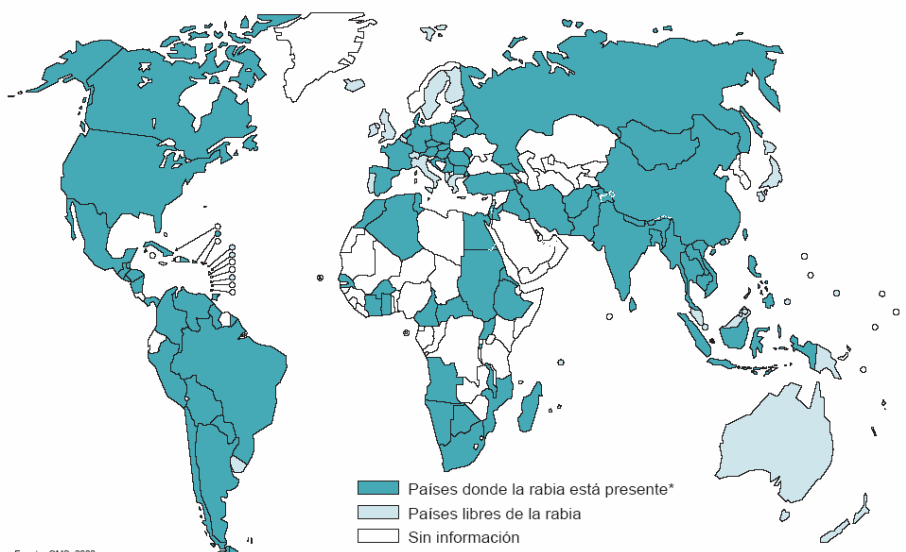 Países donde la rabia está presente*
Países libres de la rabia
Sin información